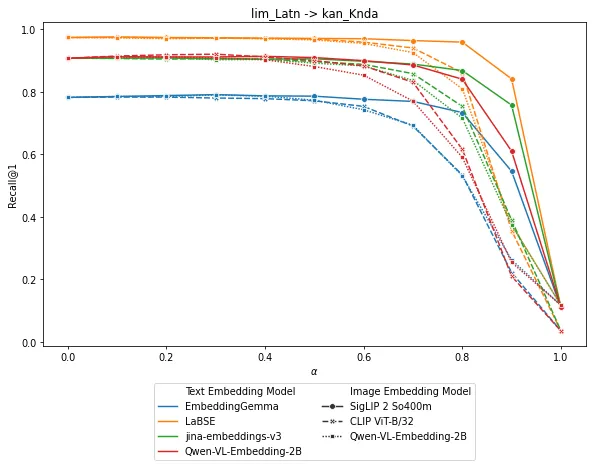 lim_Latn -> kan_Knda
Recall@1
1.0
0.8
0.6
0.4
0.2
0.0
0.0 0.2 0.4 0.6 0.8 1.0
α
Text Embedding Model
EmbeddingGemma
LaBSE
jina-embeddings-v3
Qwen-VL-Embedding-2B
Image Embedding Model
SigLIP 2 So400m
CLIP ViT-B/32
Qwen-VL-Embedding-2B